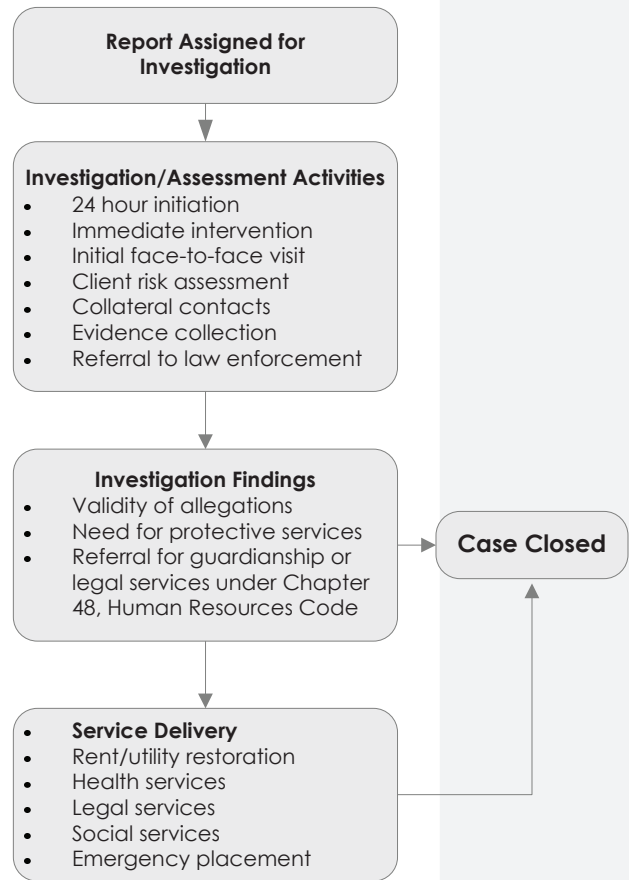 Report Assigned for
Investigation
Investigation/Assessment Activities
• 24 hour initiation
• Immediate intervention
• Initial face-to-face visit
• Client risk assessment
• Collateral contacts
• Evidence collection
• Referral to law enforcement
Investigation Findings
• Validity of allegations
• Need for protective services
• Referral for guardianship or
legal services under Chapter
48, Human Resources Code
Case Closed
• Service Delivery
• Rent/utility restoration
• Health services
• Legal services
• Social services
• Emergency placement